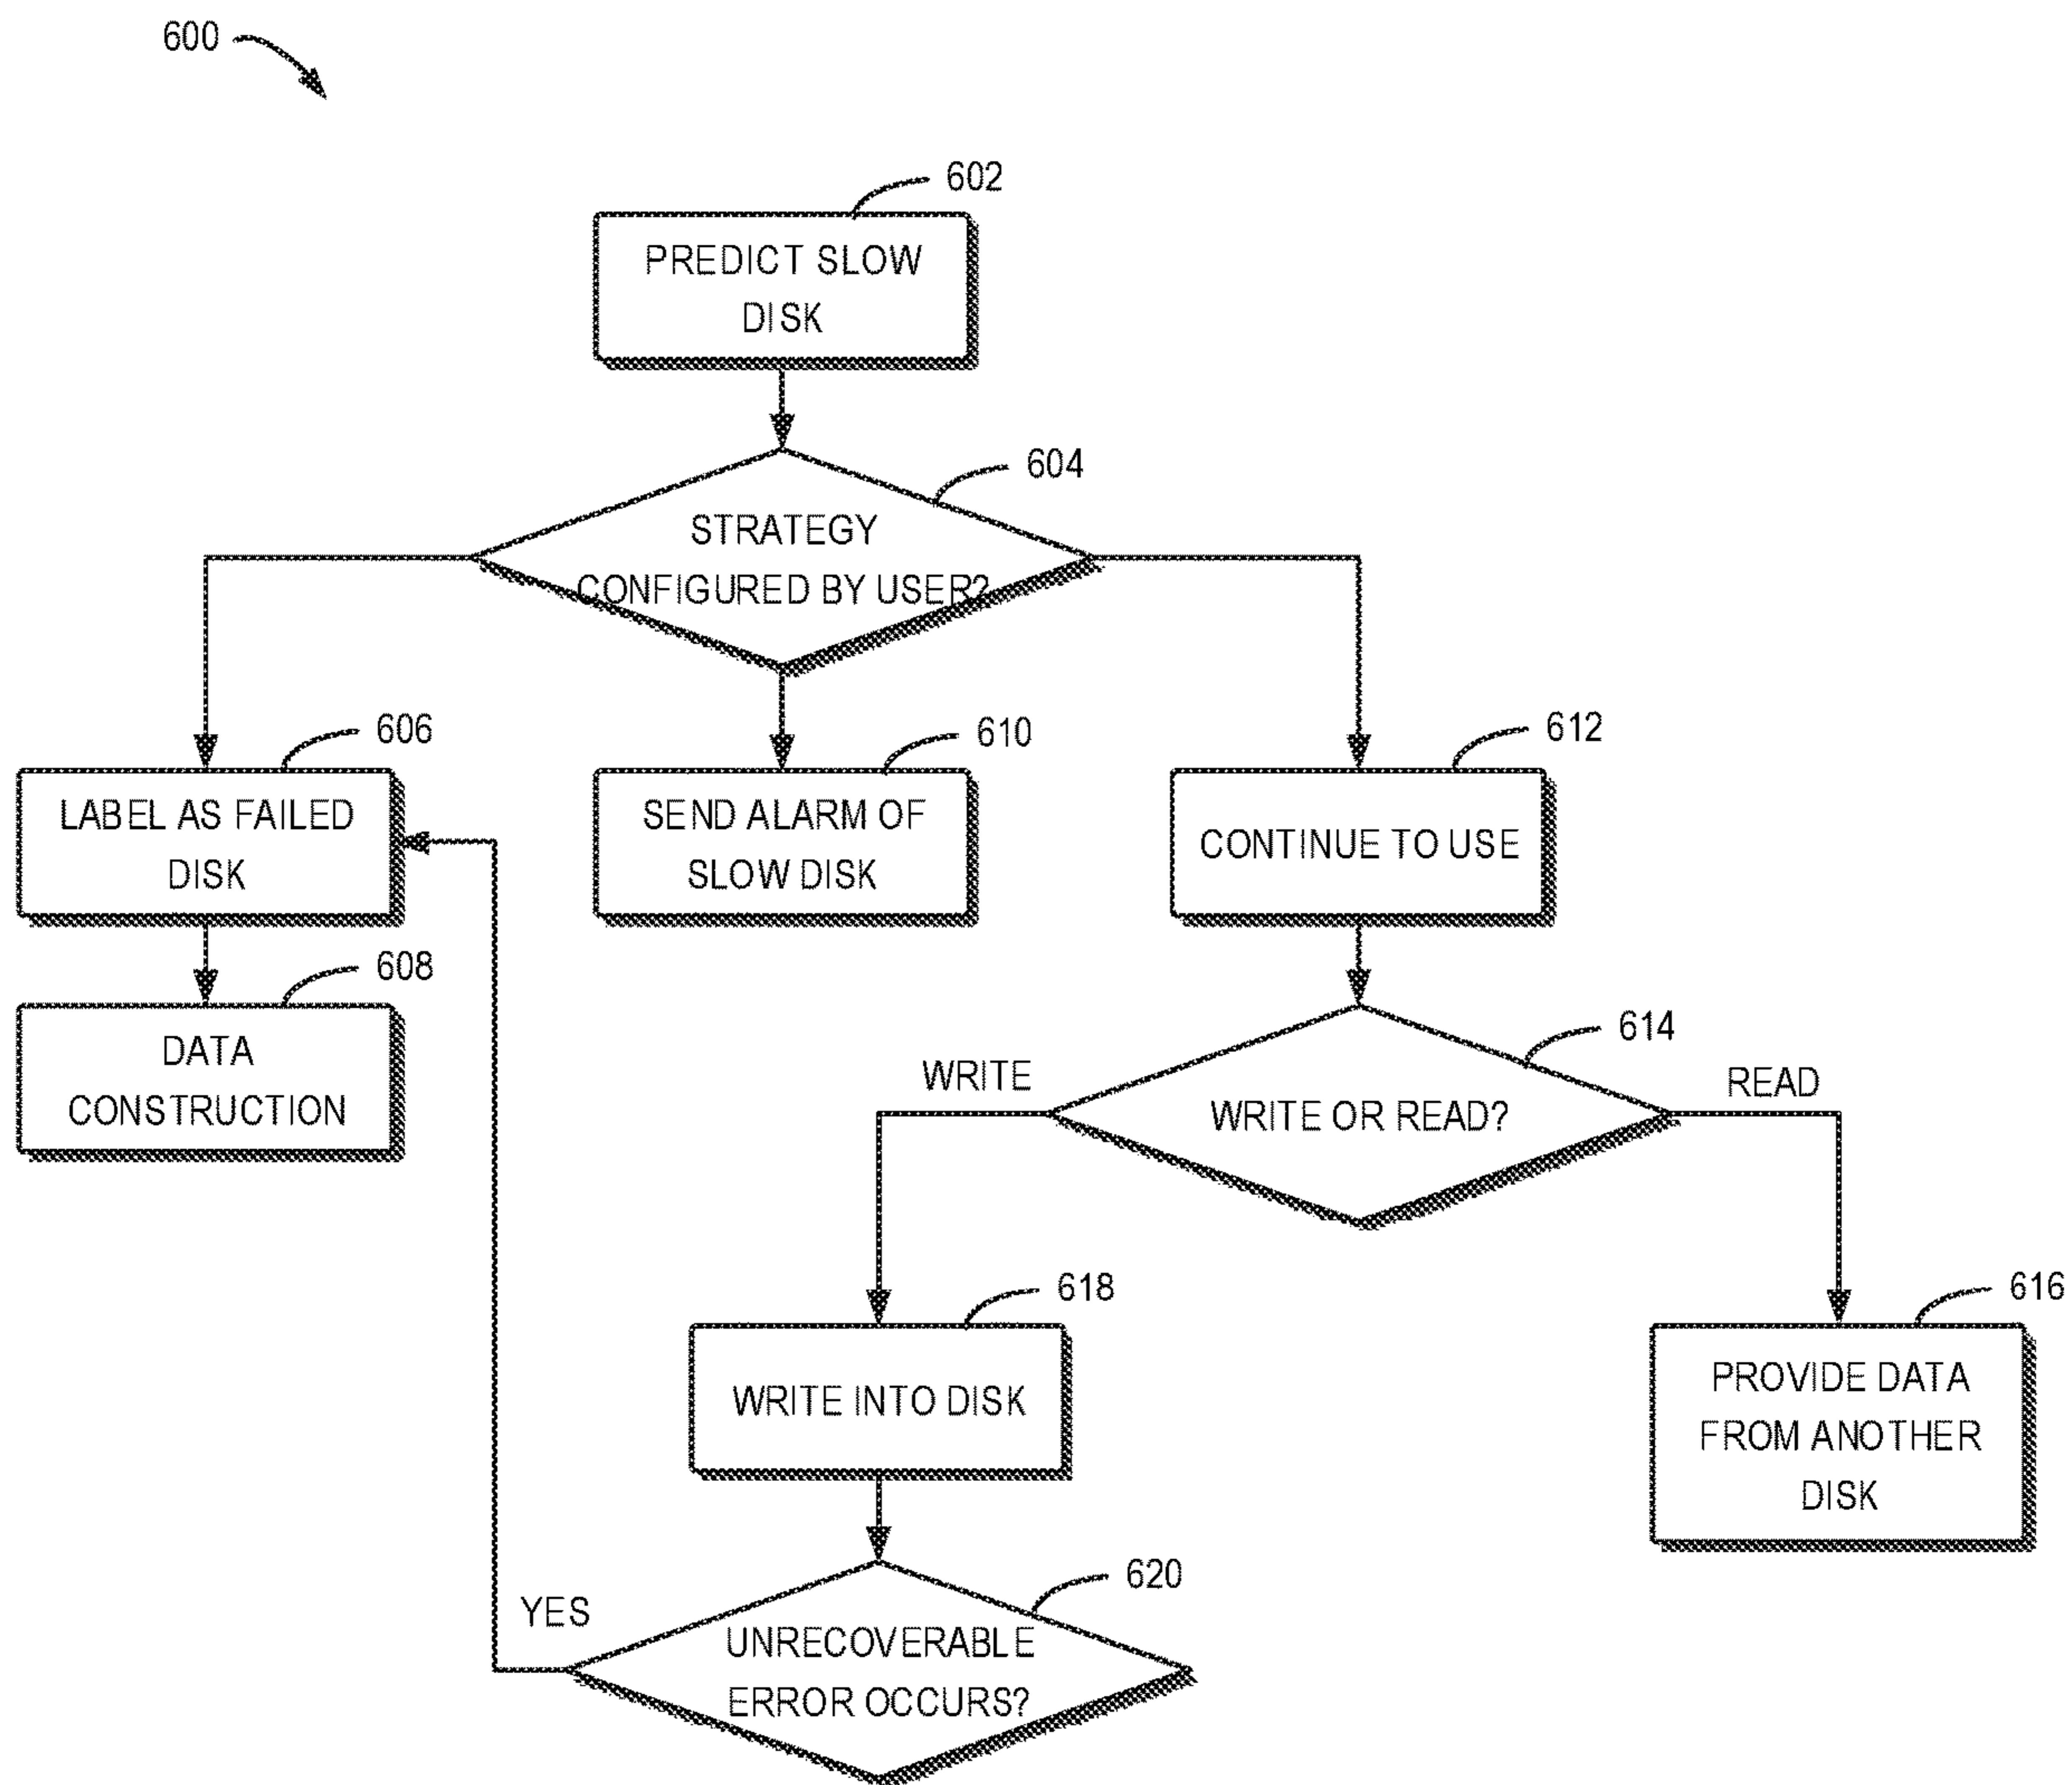 600
602
PREDICT SLOW
DISK
604
STRATEGY
CONFIGURED BY USER?
606
LABEL AS FAILED
DISK
610
SEND ALARM OF
SLOW DISK
612
CONTINUE TO USE
608
DATA
CONSTRUCTION
614
WRITE
WRITE OR READ?
READ
618
WRITE INTO DISK
616
PROVIDE DATA
FROM ANOTHER
DISK
620
YES
UNRECOVERABLE
ERROR OCCURS?